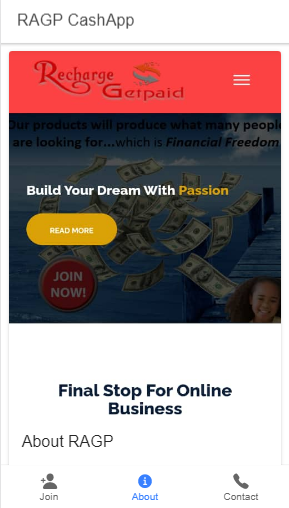 RAGP CashApp
Recharge
Getpaid
Our products will produce what many people
are looking for...which is Financial Freedom
Build Your Dream With Passion
READ MORE
JOIN
NOW!
Final Stop For Online
Business
About RAGP
Join
About
Contact